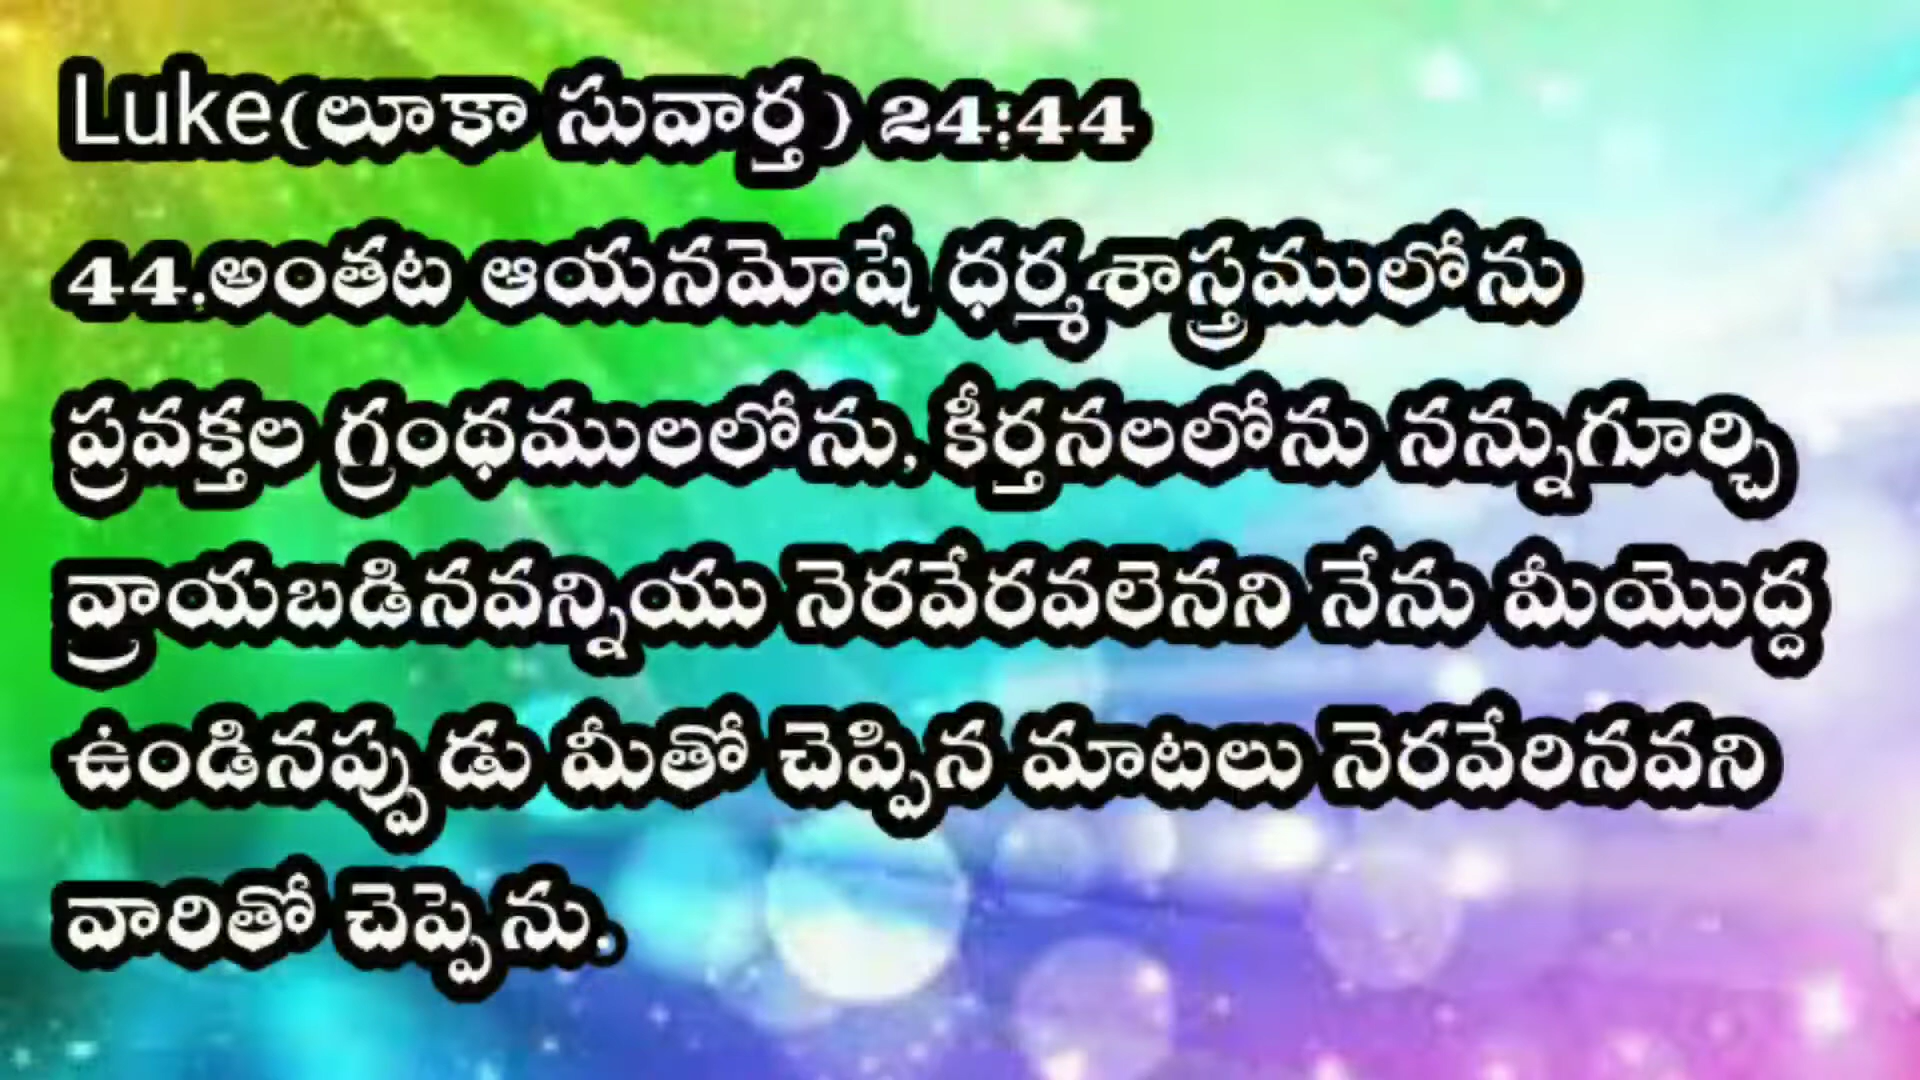 Luke(లూకా సువార్త) 24:44
44.అంతట ఆయనమోషే ధర్మశాస్త్రములోను
ప్రవక్తల గ్రంథములలోను, కీర్తనలలోను నన్నుగూర్చి
వ్రాయబడినవన్నియు నెరవేరవలెనని నేను మీయొద్ద
ఉండినప్పుడు మీతో చెప్పిన మాటలు నెరవేరినవని
వారితో చెప్పెను.